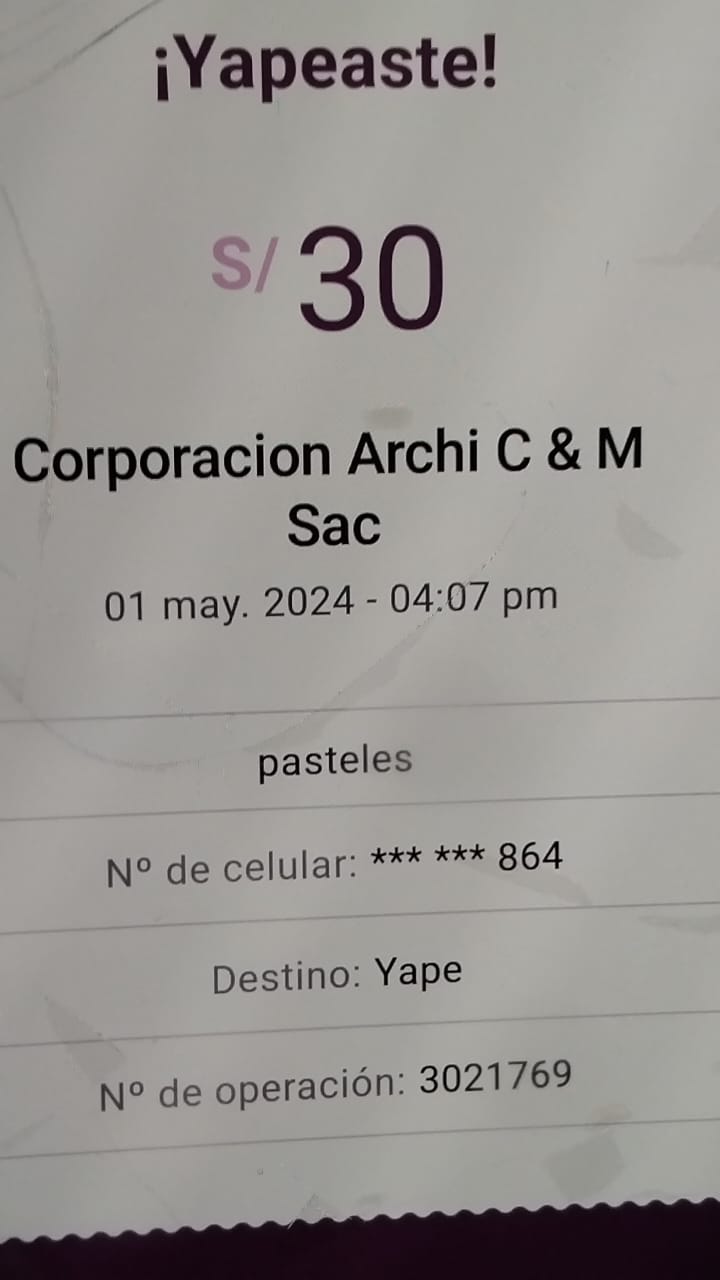 ¡Yapeaste!
S/ 30
Corporacion Archi C & M
Sac
01 may. 2024 - 04:07 pm
pasteles
Nº de celular: *** *** 864
Destino: Yape
Nº de operación: 3021769